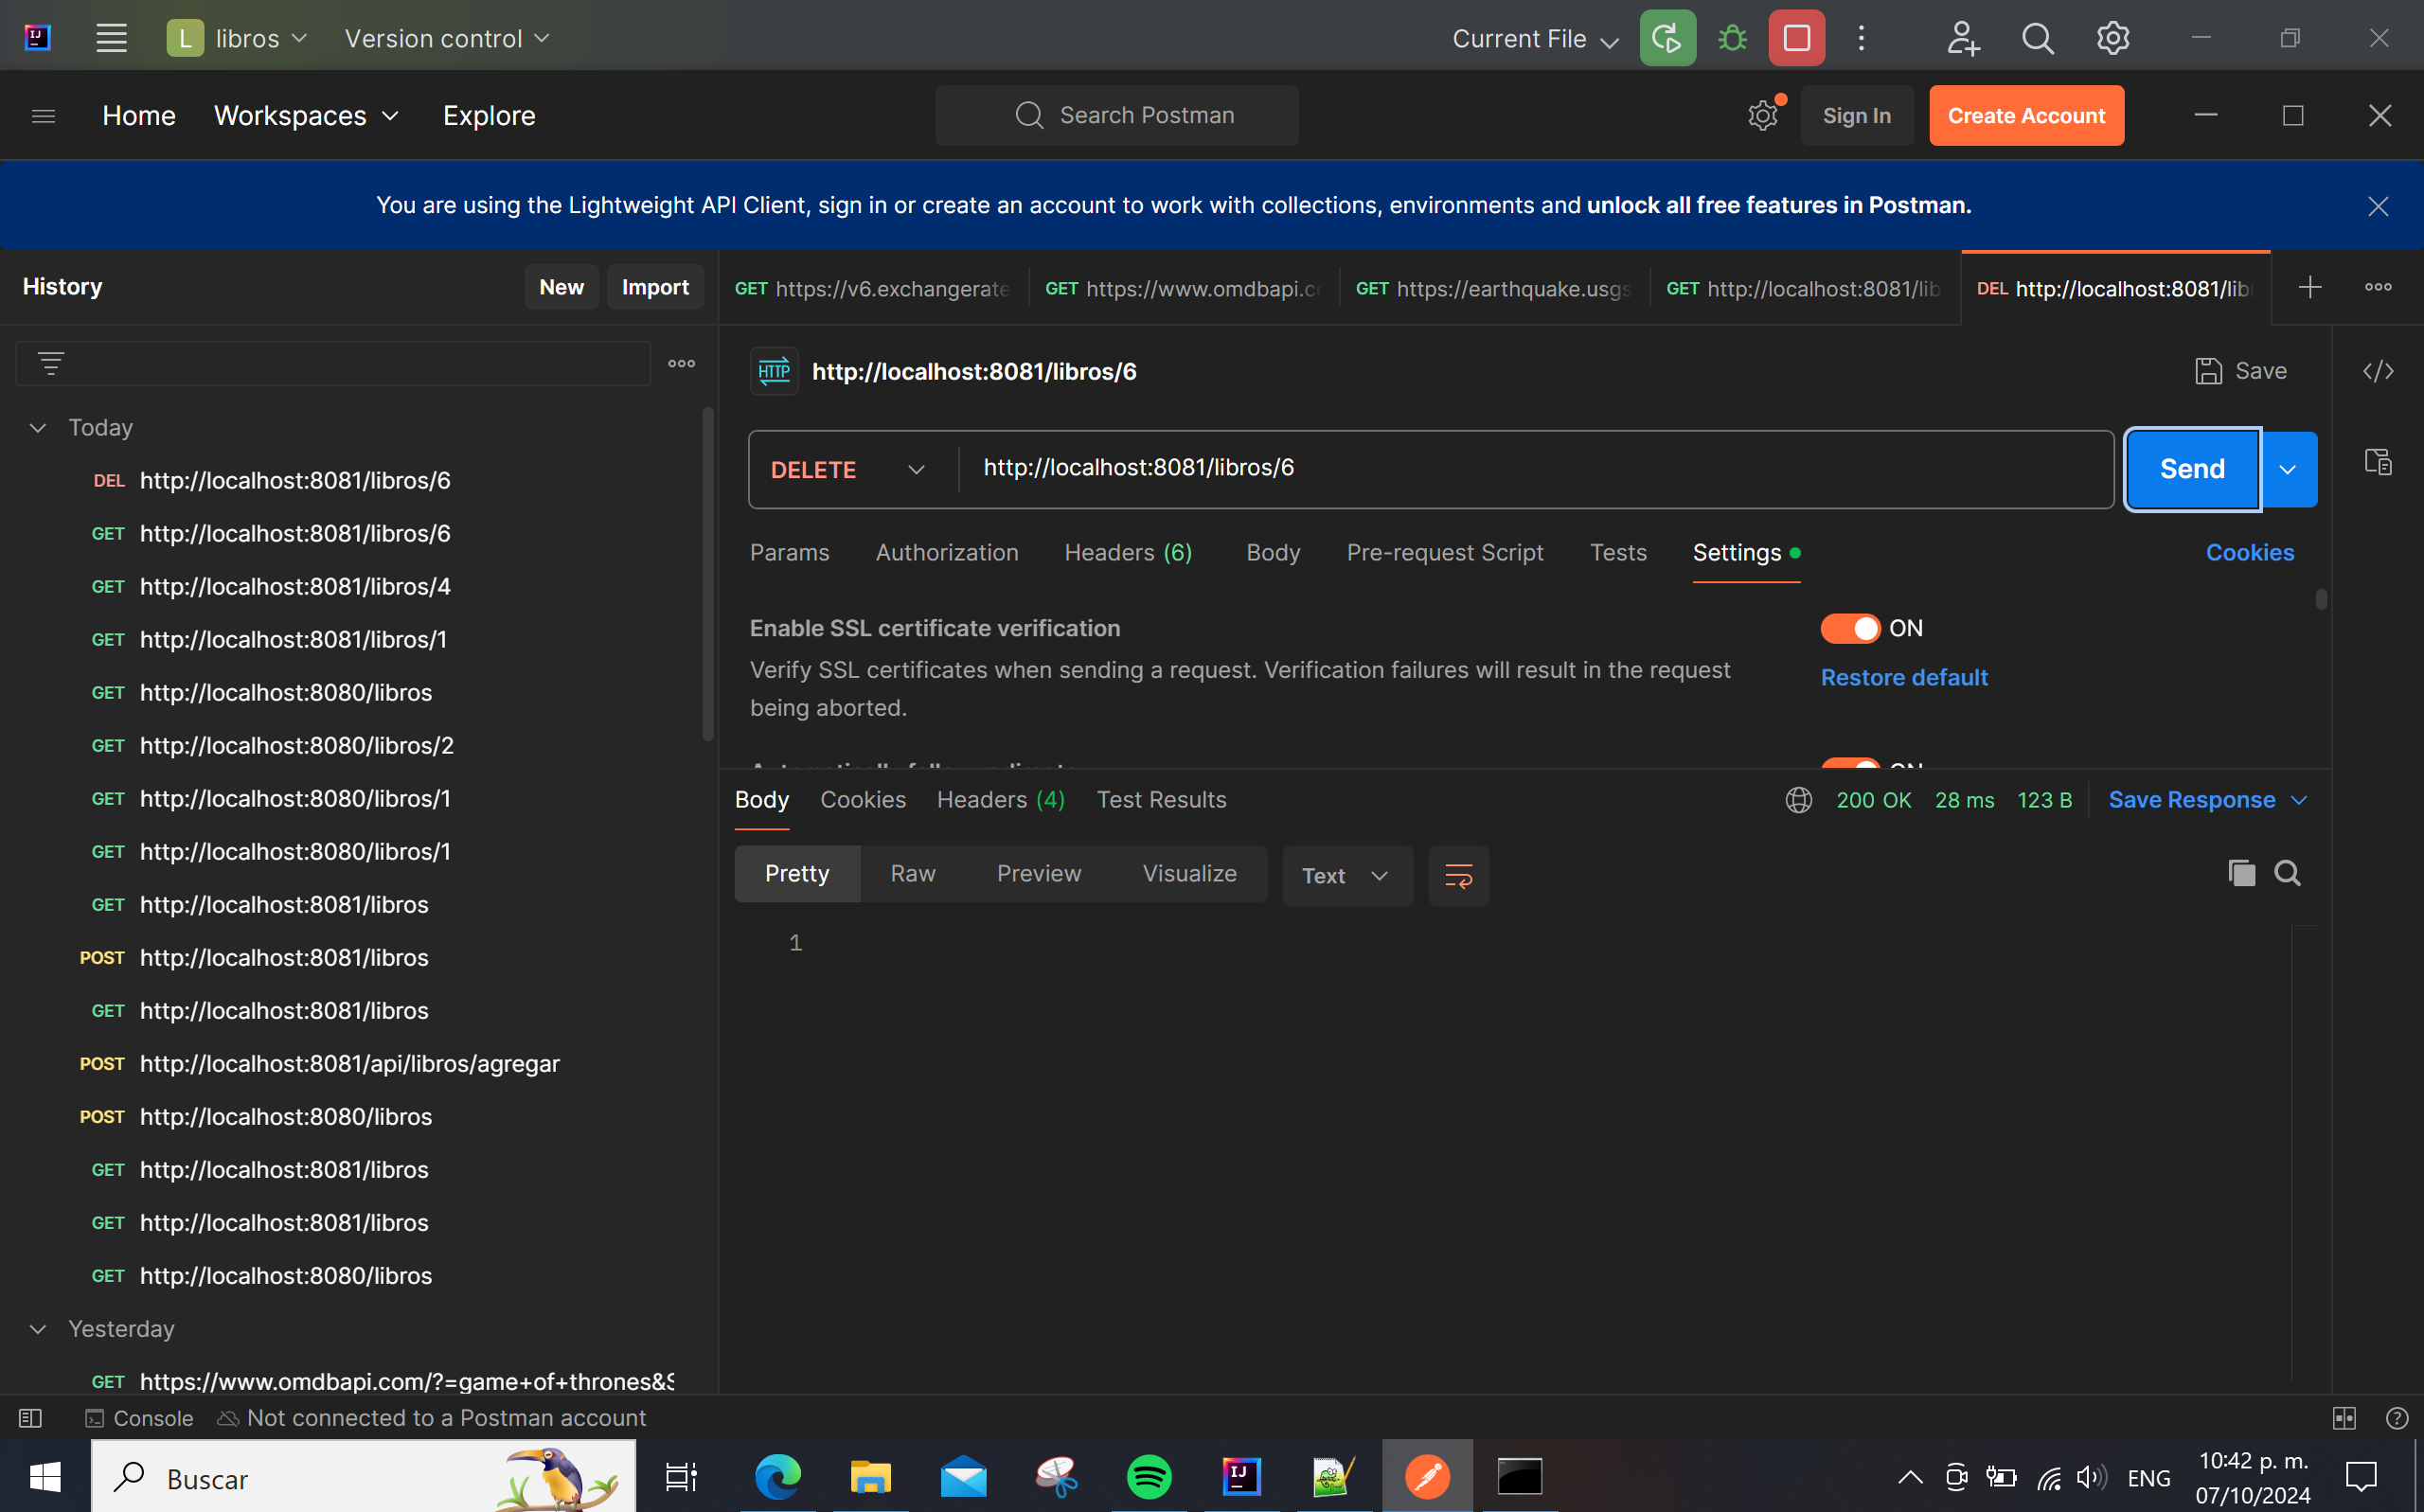 L libros Version control Current File
Home Workspaces Explore Search Postman Sign In Create Account
You are using the Lightweight API Client, sign in or create an account to work with collections, environments and unlock all free features in Postman.
History New Import
GET https://v6.exchangerate GET https://www.omdbapi.c GET https://earthquake.usgs GET http://localhost:8081/lib DEL http://localhost:8081/lib
HTTP http://localhost:8081/libros/6 Save
DELETE http://localhost:8081/libros/6 Send
Params Authorization Headers (6) Body Pre-request Script Tests Settings Cookies
Enable SSL certificate verification ON
Verify SSL certificates when sending a request. Verification failures will result in the request
being aborted.
Restore default
Body Cookies Headers (4) Test Results 200 OK 28 ms 123 B Save Response
Pretty Raw Preview Visualize Text
1
Today
DEL http://localhost:8081/libros/6
GET http://localhost:8081/libros/6
GET http://localhost:8081/libros/4
GET http://localhost:8081/libros/1
GET http://localhost:8080/libros
GET http://localhost:8080/libros/2
GET http://localhost:8080/libros/1
GET http://localhost:8080/libros/1
GET http://localhost:8081/libros
POST http://localhost:8081/libros
GET http://localhost:8081/libros
POST http://localhost:8081/api/libros/agregar
POST http://localhost:8080/libros
GET http://localhost:8081/libros
GET http://localhost:8081/libros
GET http://localhost:8080/libros
Yesterday
GET https://www.omdbapi.com/?=game+of+thrones&S
Console Not connected to a Postman account
Buscar ENG 10:42 p. m.
07/10/2024